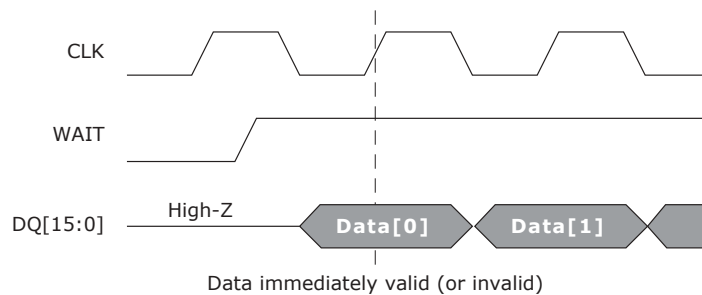 CLK
WAIT
High-Z
DQ[15:0]
Data[0]
Data[1]
Data immediately valid (or invalid)